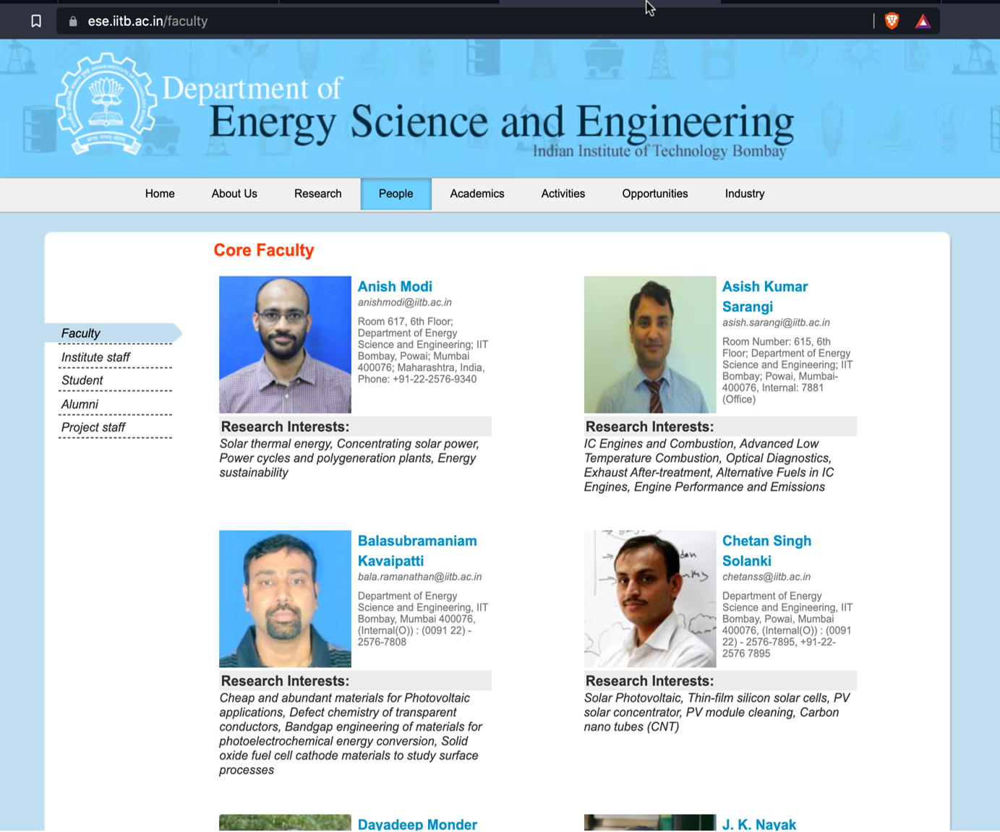 ese.iitb.ac.in/faculty
Department of
Energy Science and Engineering
Indian Institute of Technology Bombay
Home
About Us
Research
People
Academics
Activities
Opportunities
Industry
Faculty
Institute staff
Student
Alumni
Project staff
Core Faculty
Anish Modi
anishmodi@iitb.ac.in
Room 617, 6th Floor;
Department of Energy
Science and Engineering; IIT
Bombay, Powai; Mumbai
400076; Maharashtra, India,
Phone: +91-22-2576-9340
Research Interests:
Solar thermal energy, Concentrating solar power,
Power cycles and polygeneration plants, Energy
sustainability
Asish Kumar
Sarangi
asish.sarangi@iitb.ac.in
Room Number: 615, 6th
Floor; Department of Energy
Science and Engineering; IIT
Bombay; Powai, Mumbai-
400076, Internal: 7881
(Office)
Research Interests:
IC Engines and Combustion, Advanced Low
Temperature Combustion, Optical Diagnostics,
Exhaust After-treatment, Alternative Fuels in IC
Engines, Engine Performance and Emissions
Balasubramaniam
Kavaipatti
bala.ramanathan@iitb.ac.in
Department of Energy
Science and Engineering, IIT
Bombay, Mumbai 400076,
(Internal(O)) : (0091 22) -
2576-7808
Research Interests:
Cheap and abundant materials for Photovoltaic
applications, Defect chemistry of transparent
conductors, Bandgap engineering of materials for
photoelectrochemical energy conversion, Solid
oxide fuel cell cathode materials to study surface
processes
Chetan Singh
Solanki
chetanss@iitb.ac.in
Department of Energy
Science and Engineering, IIT
Bombay, Powai, Mumbai
400076, (Internal(O)) : (0091
22) - 2576-7895, +91-22-
2576 7895
Research Interests:
Solar Photovoltaic, Thin-film silicon solar cells, PV
solar concentrator, PV module cleaning, Carbon
nano tubes (CNT)
Dayadeep Monder
J. K. Nayak